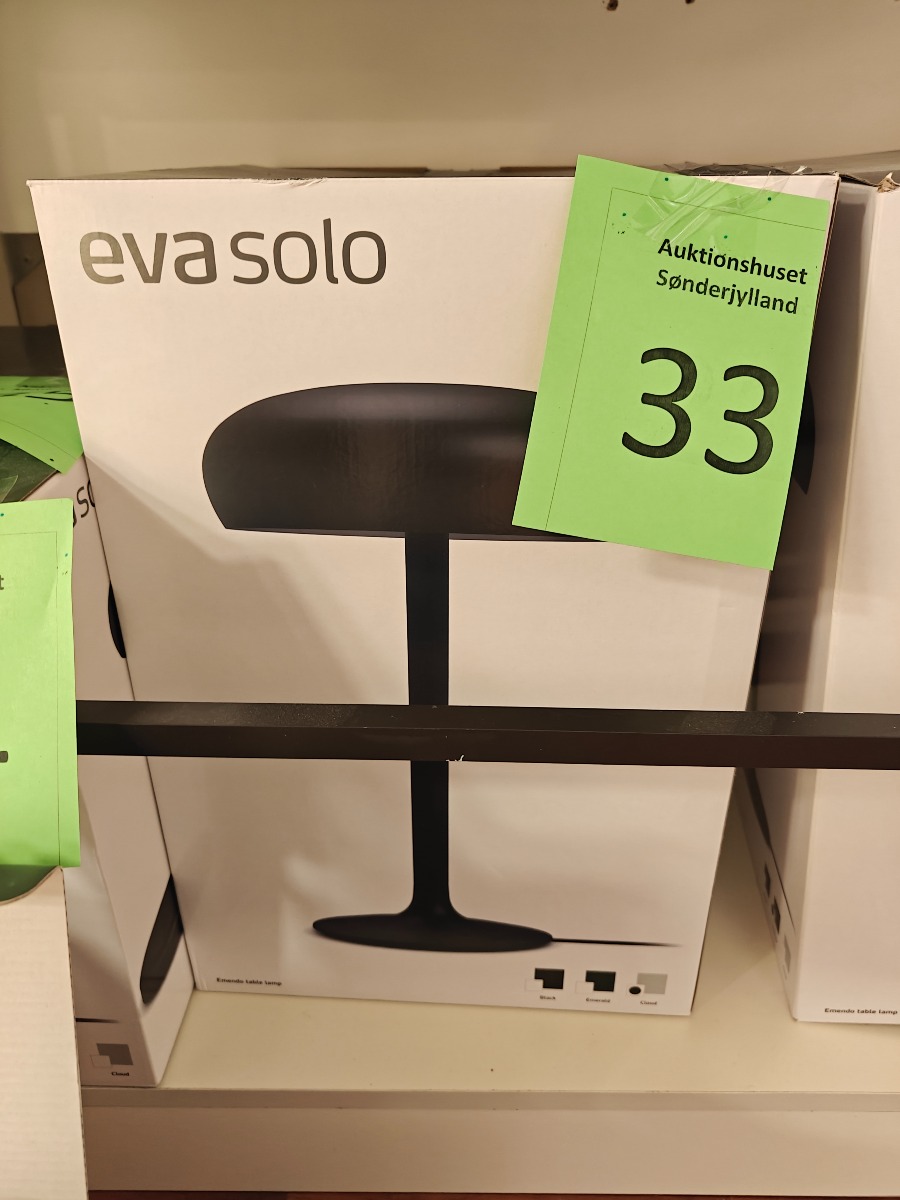 eva solo
Auktionshuset
Sønderjylland
33
Emendo table lamp
Black
Emerald
Cloud
Cloud
Emendo table lamp